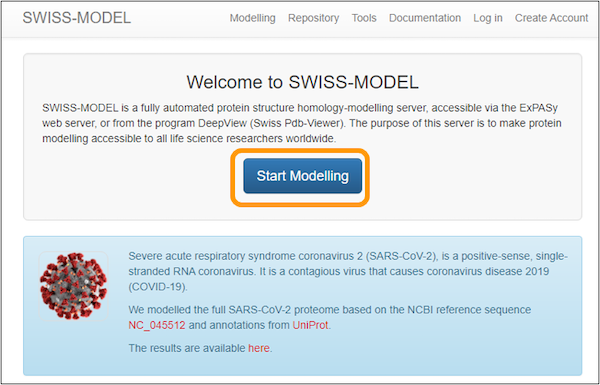 SWISS-MODEL Modelling Repository Tools Documentation Log in Create Account
Welcome to SWISS-MODEL
SWISS-MODEL is a fully automated protein structure homology-modelling server, accessible via the ExPASy
web server, or from the program DeepView (Swiss Pdb-Viewer). The purpose of this server is to make protein
modelling accessible to all life science researchers worldwide.
Start Modelling
Severe acute respiratory syndrome coronavirus 2 (SARS-CoV-2), is a positive-sense, single-
stranded RNA coronavirus. It is a contagious virus that causes coronavirus disease 2019
(COVID-19).
We modelled the full SARS-CoV-2 proteome based on the NCBI reference sequence
NC_045512 and annotations from UniProt.
The results are available here.